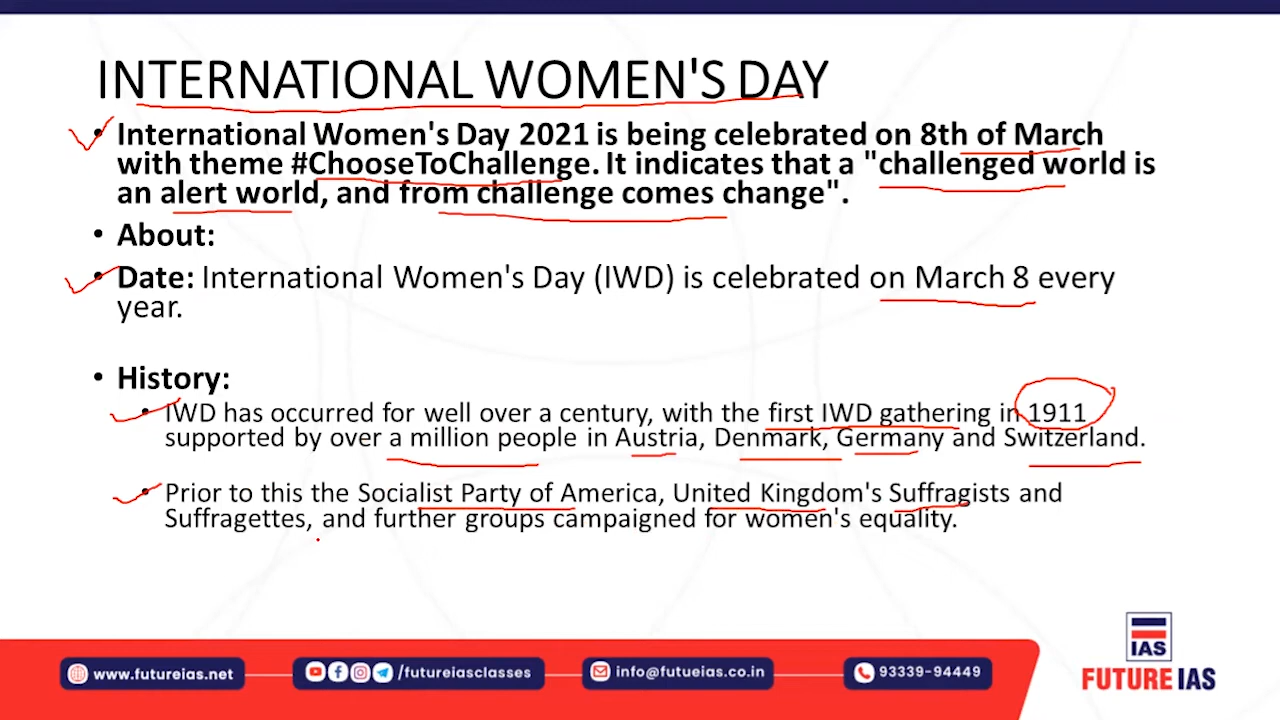 INTERNATIONAL WOMEN'S DAY
• International Women's Day 2021 is being celebrated on 8th of March
with theme #ChooseToChallenge. It indicates that a "challenged world is
an alert world, and from challenge comes change".
• About:
• Date: International Women's Day (IWD) is celebrated on March 8 every
year.
• History:
• IWD has occurred for well over a century, with the first IWD gathering in 1911
supported by over a million people in Austria, Denmark, Germany and Switzerland.
• Prior to this the Socialist Party of America, United Kingdom's Suffragists and
Suffragettes, and further groups campaigned for women's equality.
IAS
FUTURE IAS
www.futureias.net
/futureiasclasses
info@futueias.co.in
93339-94449